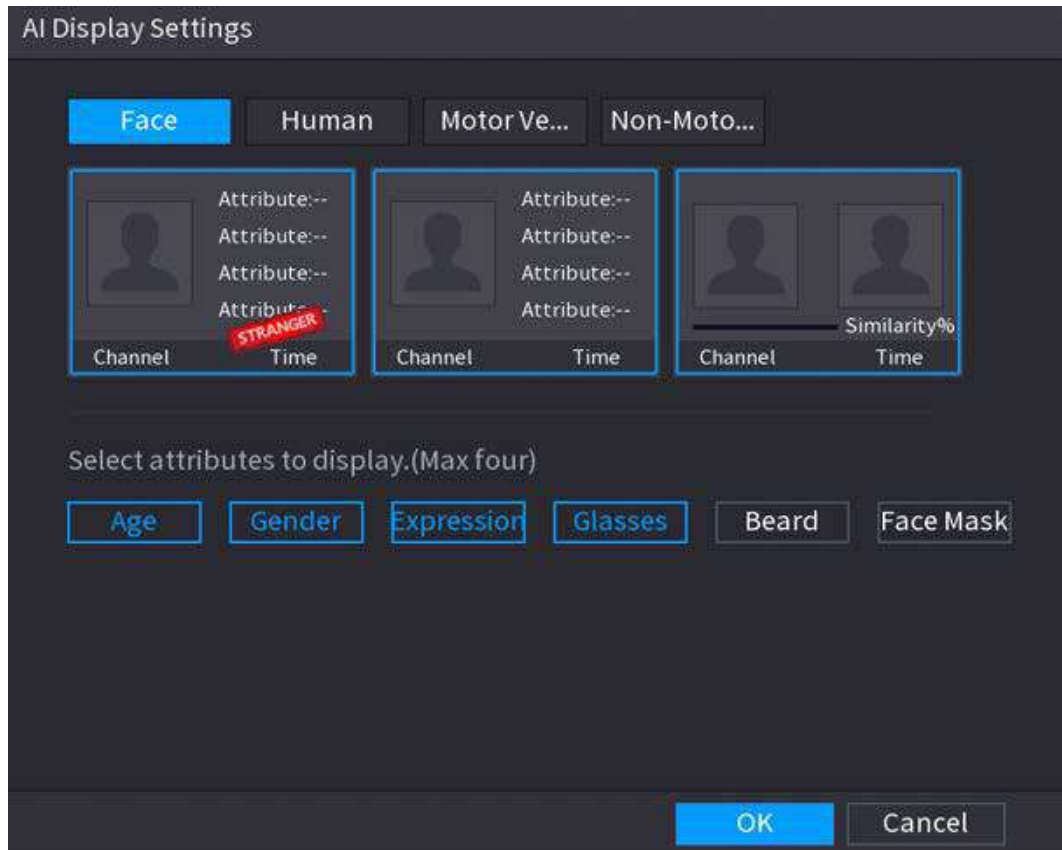 AI Display Settings
Face Human Motor Ve... Non-Moto...
Attribute:-- Attribute:--
Attribute:-- Attribute:--
Attribute:-- Attribute:--
Attribute:-- Attribute:--
STRANGER Similarity%
Channel Time Channel Time Channel Time
Select attributes to display.(Max four)
Age Gender Expression Glasses Beard Face Mask
OK Cancel